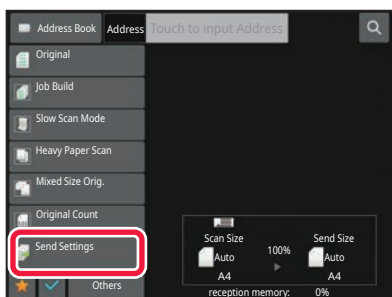 Address Book Address Touch to input Address
Original
Job Build
Slow Scan Mode
Heavy Paper Scan
Mixed Size Orig.
Original Count
Send Settings
Others
Scan Size 100% Send Size
Auto Auto
A4 A4
reception memory: 0%